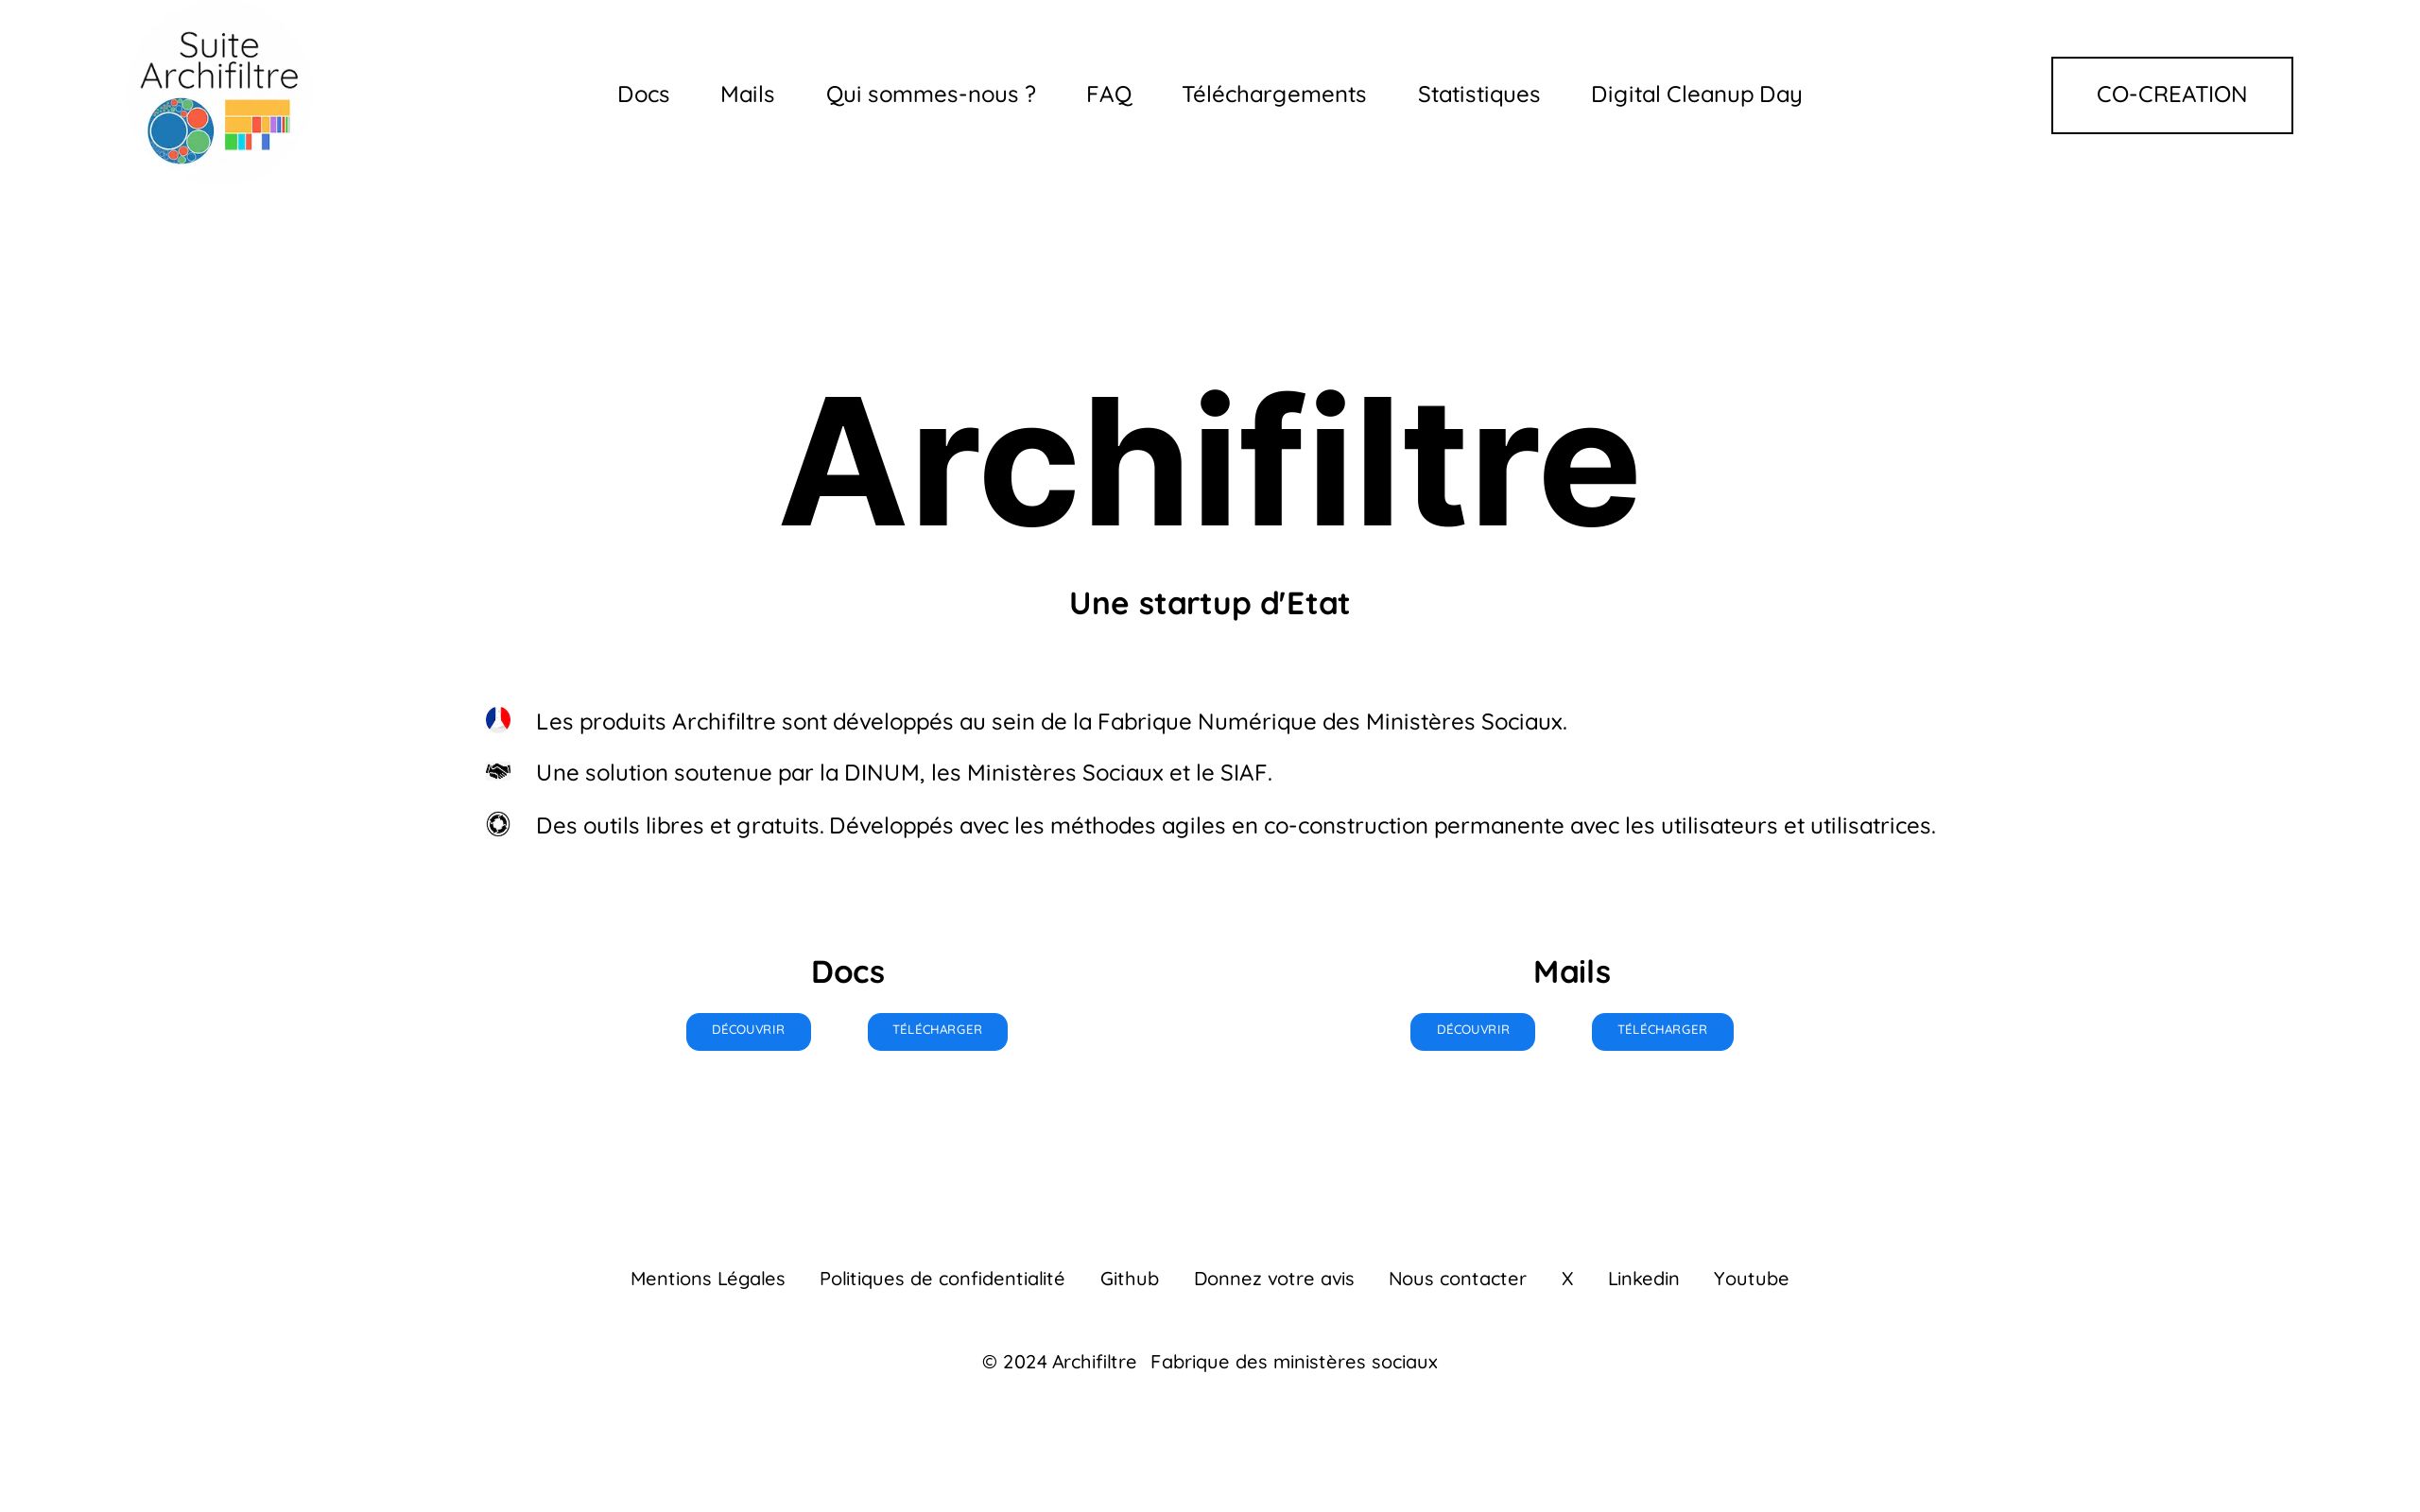 Suite
Archifiltre
Docs Mails Qui sommes-nous ? FAQ Téléchargements Statistiques Digital Cleanup Day
CO-CREATION
Archifiltre
Une startup d'Etat
Les produits Archifiltre sont développés au sein de la Fabrique Numérique des Ministères Sociaux.
Une solution soutenue par la DINUM, les Ministères Sociaux et le SIAF.
Des outils libres et gratuits. Développés avec les méthodes agiles en co-construction permanente avec les utilisateurs et utilisatrices.
Docs
DÉCOUVRIR TÉLÉCHARGER
Mails
DÉCOUVRIR TÉLÉCHARGER
Mentions Légales Politiques de confidentialité Github Donnez votre avis Nous contacter X Linkedin Youtube
© 2024 Archifiltre Fabrique des ministères sociaux